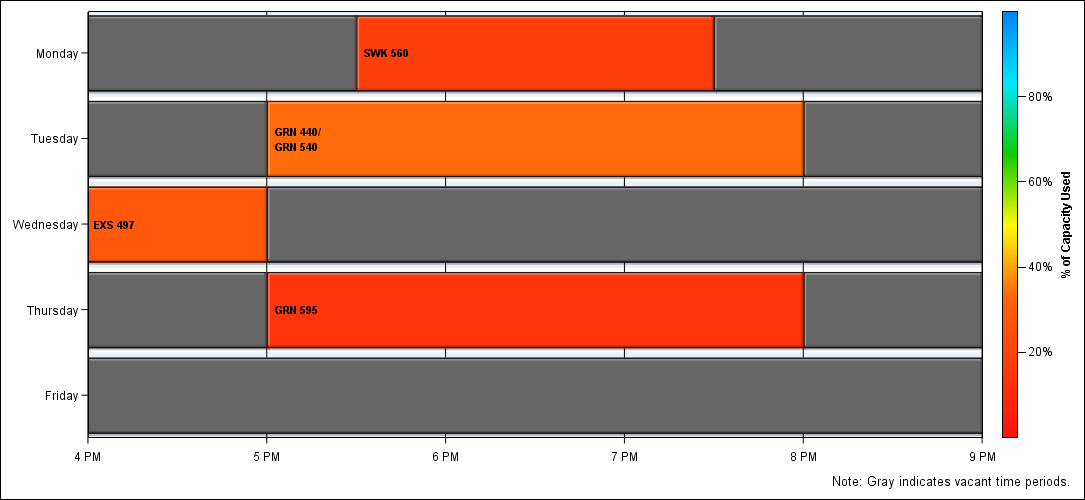 Monday
SWK 560
Tuesday
GRN 440/
GRN 540
Wednesday
EXS 497
Thursday
GRN 595
Friday
4 PM
5 PM
6 PM
7 PM
8 PM
9 PM
80%
60%
40%
20%
% of Capacity Used
Note: Gray indicates vacant time periods.